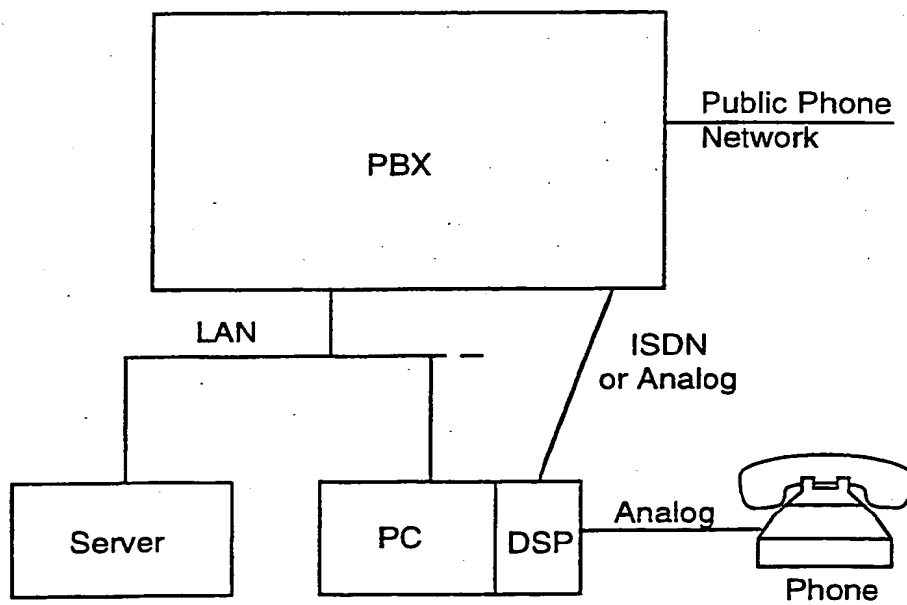 Public Phone
Network
PBX
LAN
ISDN
or Analog
Server
PC
DSP
Analog
Phone